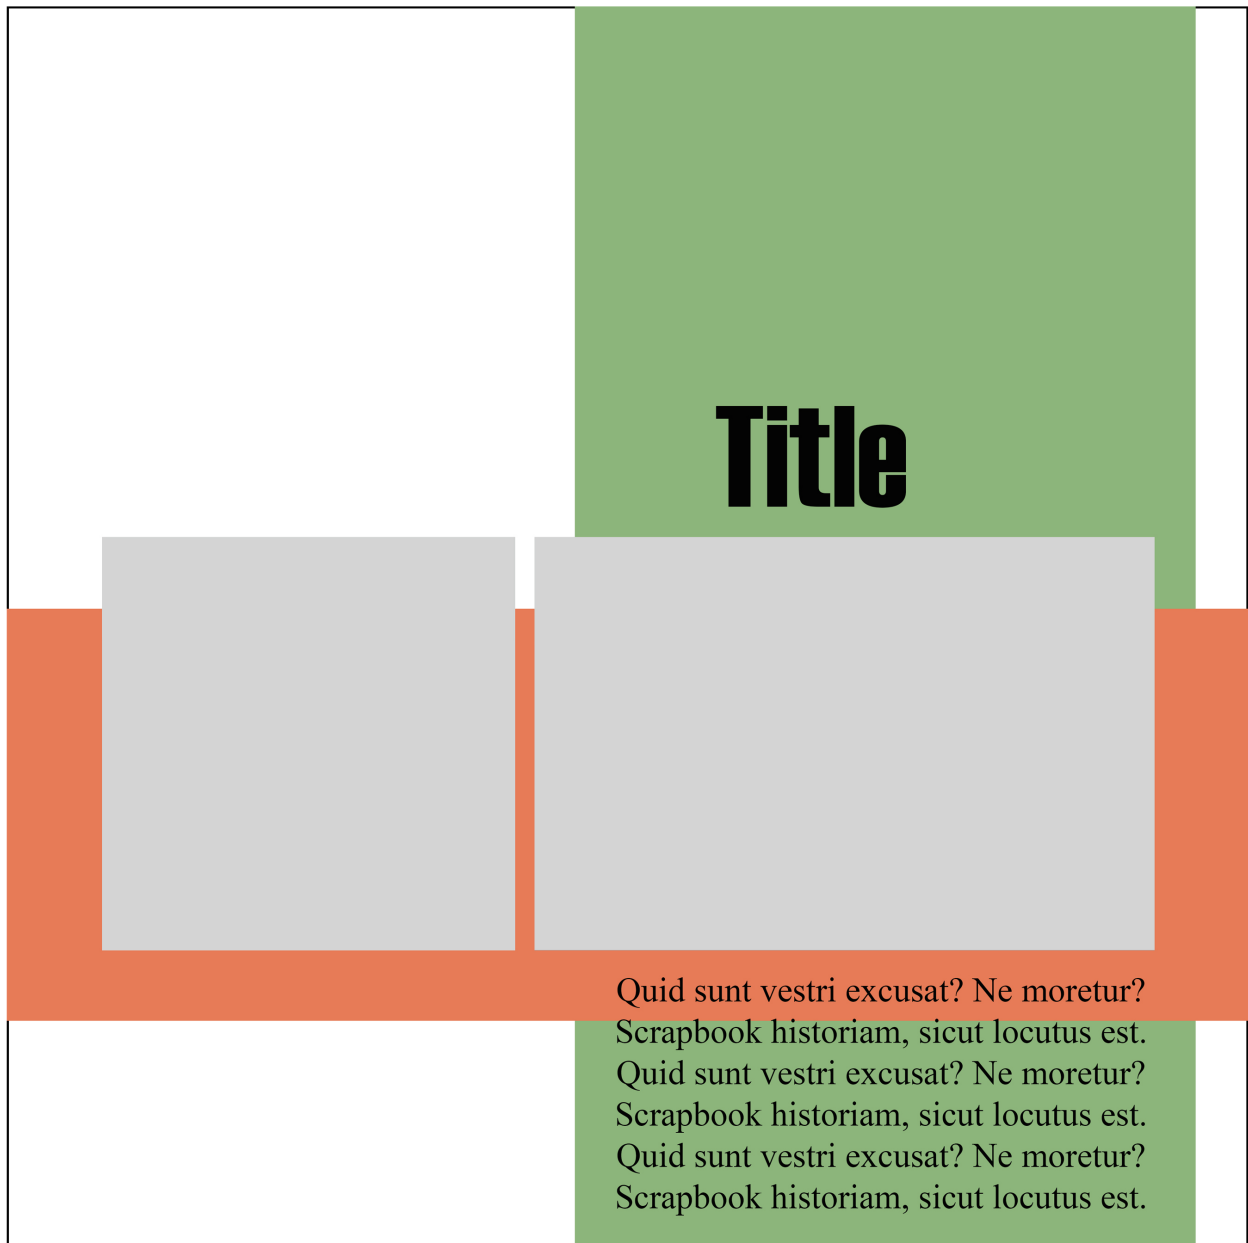 Title
Quid sunt vestri excusat? Ne moretur?
Scrapbook historiam, sicut locutus est.
Quid sunt vestri excusat? Ne moretur?
Scrapbook historiam, sicut locutus est.
Quid sunt vestri excusat? Ne moretur?
Scrapbook historiam, sicut locutus est.